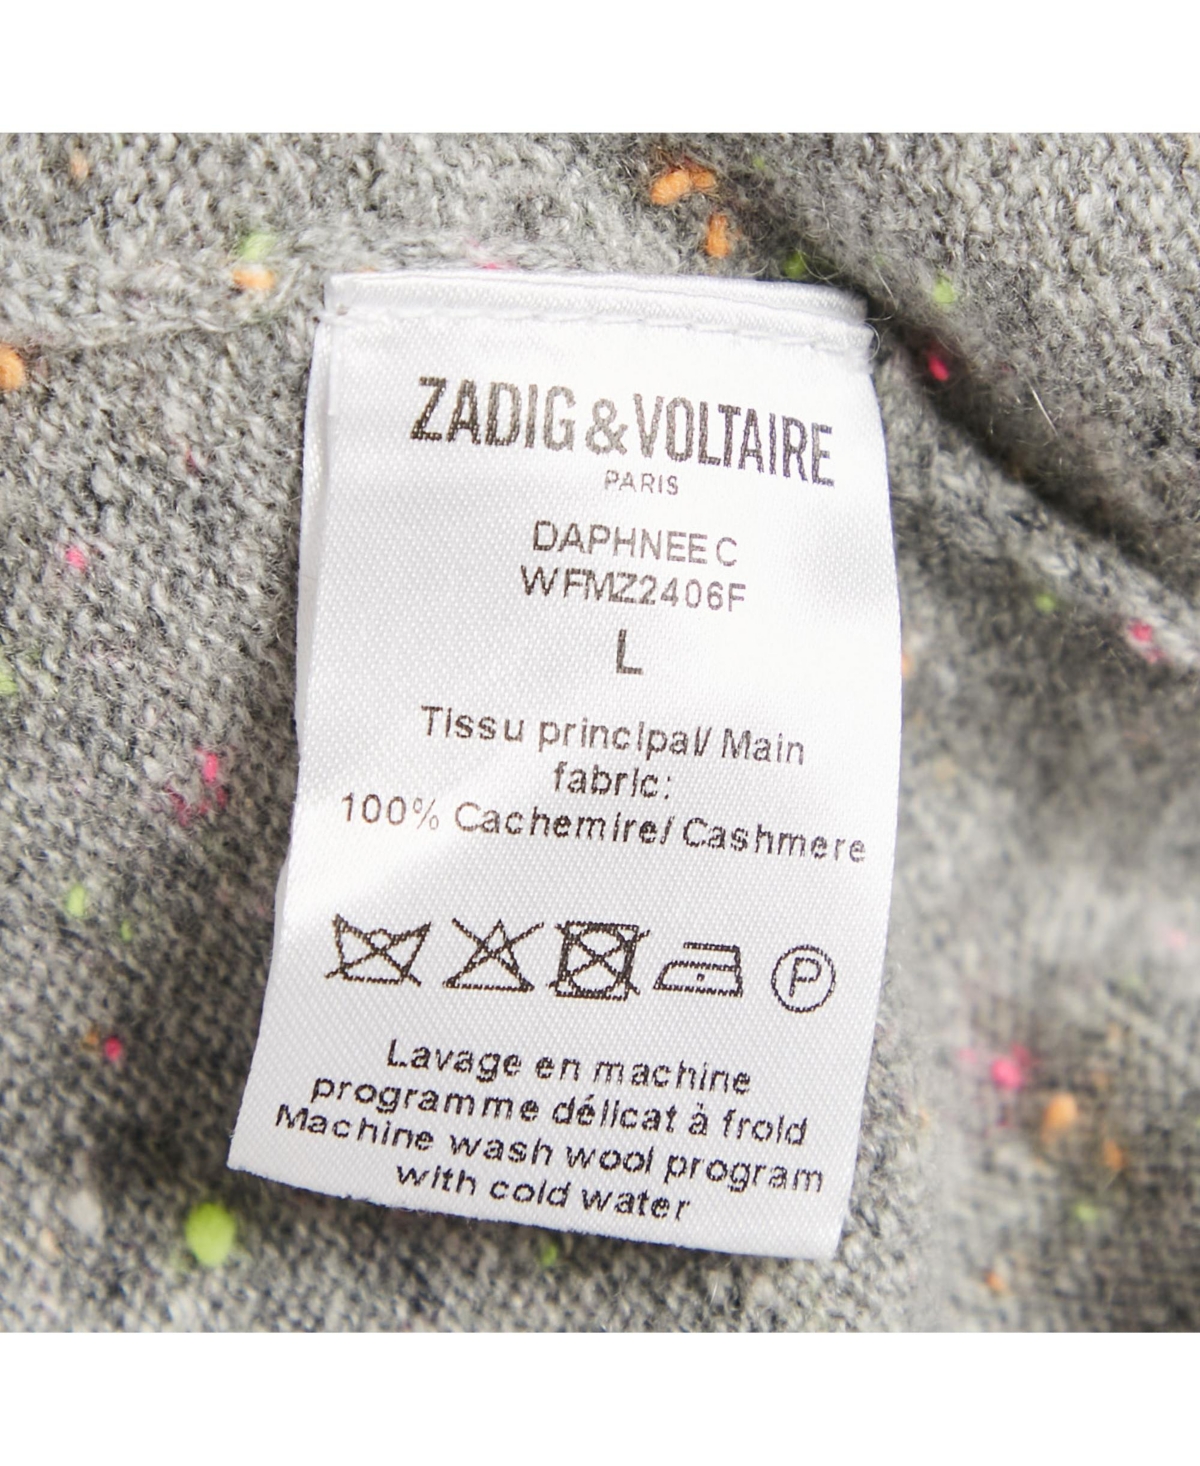 ZADIG & VOLTAIRE
PARIS
DAPHNEE C
WFMZ2406F
L
Tissu principal/ Main
fabric:
100% Cachemire/ Cashmere
P
Lavage en machine
programme délicat à froid
Machine wash wool program
with cold water